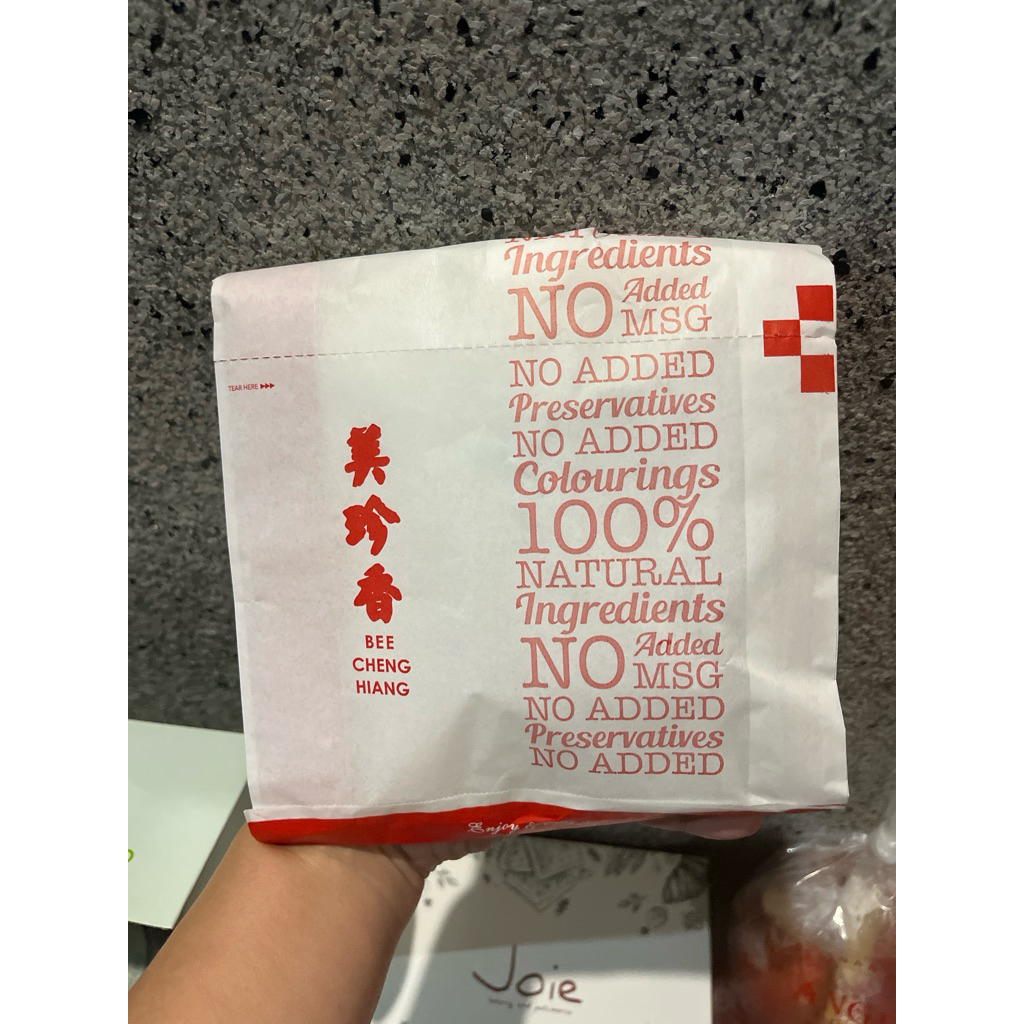 Ingredients
NO Added MSG
NO ADDED
Preservatives
NO ADDED
Colourings
100%
NATURAL
Ingredients
NO Added MSG
NO ADDED
Preservatives
NO ADDED
TEAR HERE
美珍香
BEE
CHENG
HIANG
Enjoy
Joie